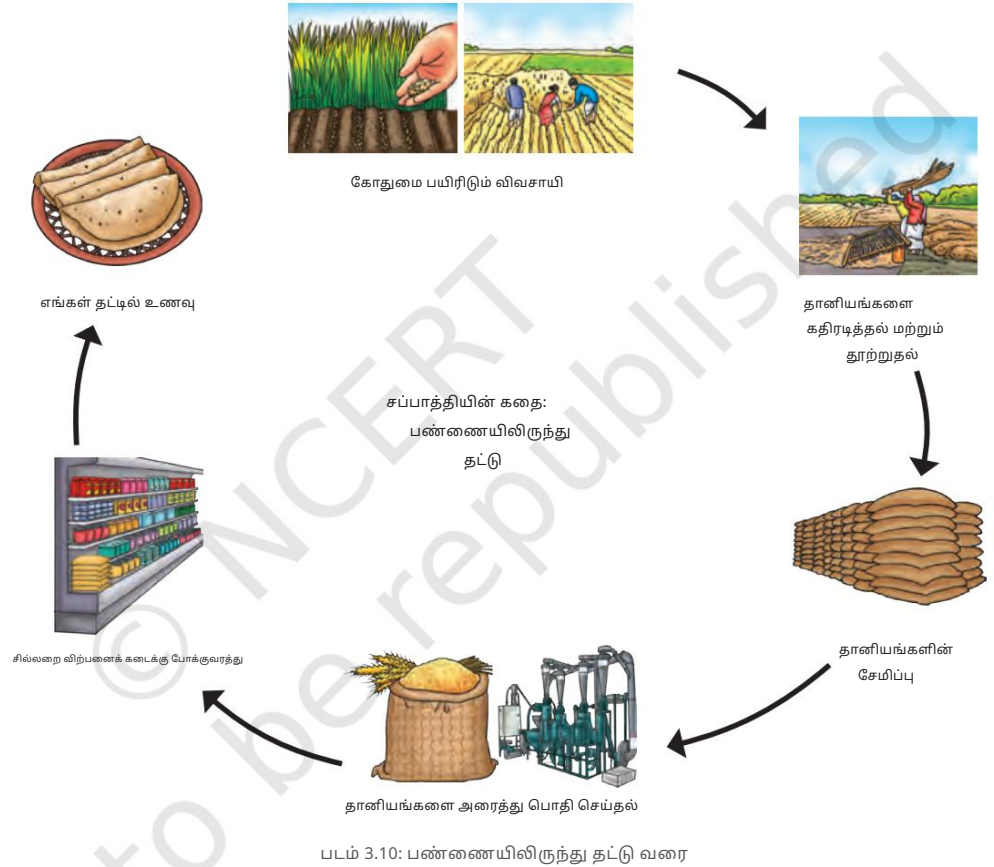 கோதுமை பயிரிடும் விவசாயி
தானியங்களை
கதிரடித்தல் மற்றும்
தூற்றுதல்
எங்கள் தட்டில் உணவு
சப்பாத்தியின் கதை:
பண்ணையிலிருந்து
தட்டு
தானியங்களின்
சேமிப்பு
சில்லறை விற்பனைக் கடைக்கு போக்குவரத்து
தானியங்களை அரைத்து பொதி செய்தல்
படம் 3.10: பண்ணையிலிருந்து தட்டு வரை
© NCERT
to be republished